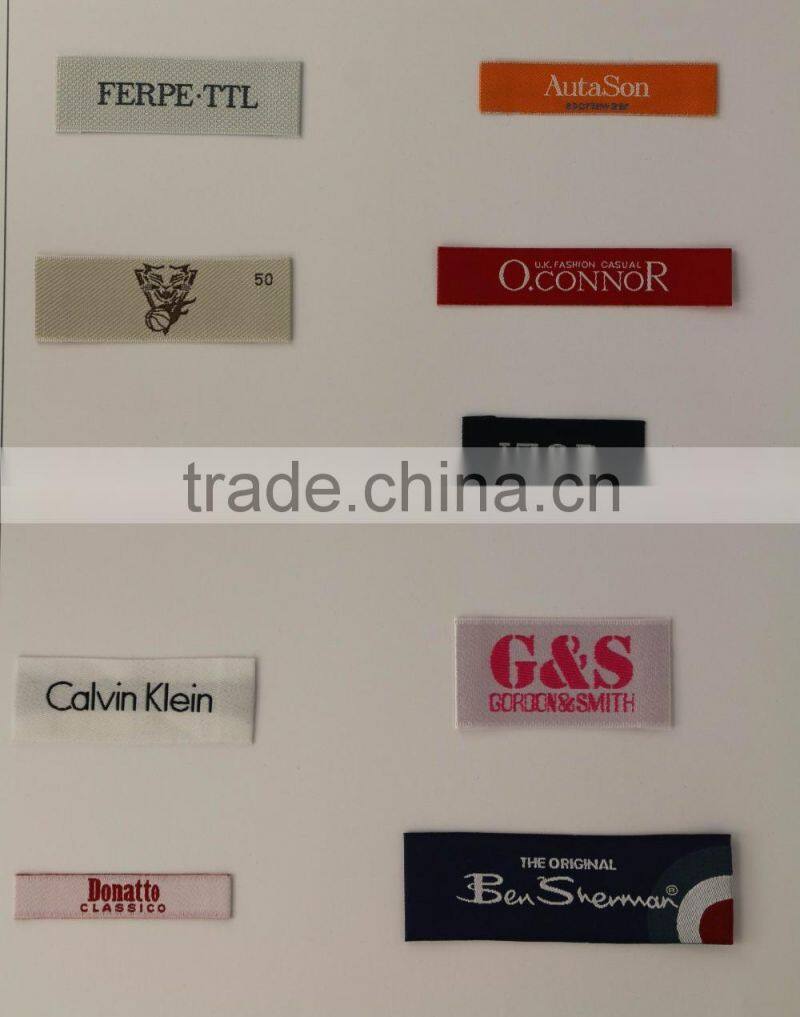 FERPE·TTL
AutaSon
sportswear
50
U.K. FASHION CASUAL
O.CONNOR
trade.china.cn
Calvin Klein
G&S
GORDON&SMITH
Donatto
CLASSICO
THE ORIGINAL
Ben Sherman®